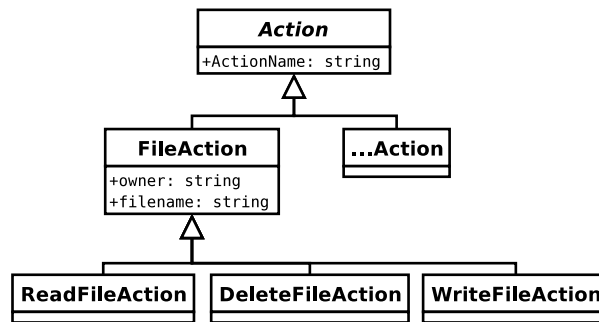 Action
+ActionName: string
FileAction
...Action
+owner: string
+filename: string
ReadFileAction
DeleteFileAction
WriteFileAction